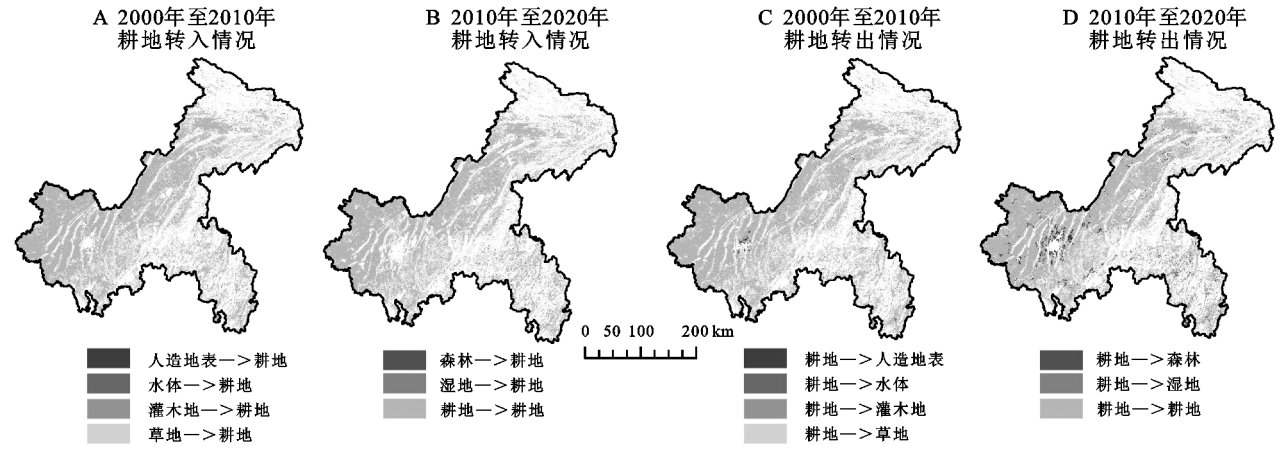 A 2000年至2010年
耕地转入情况
B 2010年至2020年
耕地转入情况
C 2000年至2010年
耕地转出情况
D 2010年至2020年
耕地转出情况
0 50 100 200 km
人造地表—>耕地
水体—>耕地
灌木地—>耕地
草地—>耕地
森林—>耕地
湿地—>耕地
耕地—>耕地
耕地—>人造地表
耕地—>水体
耕地—>灌木地
耕地—>草地
耕地—>森林
耕地—>湿地
耕地—>耕地